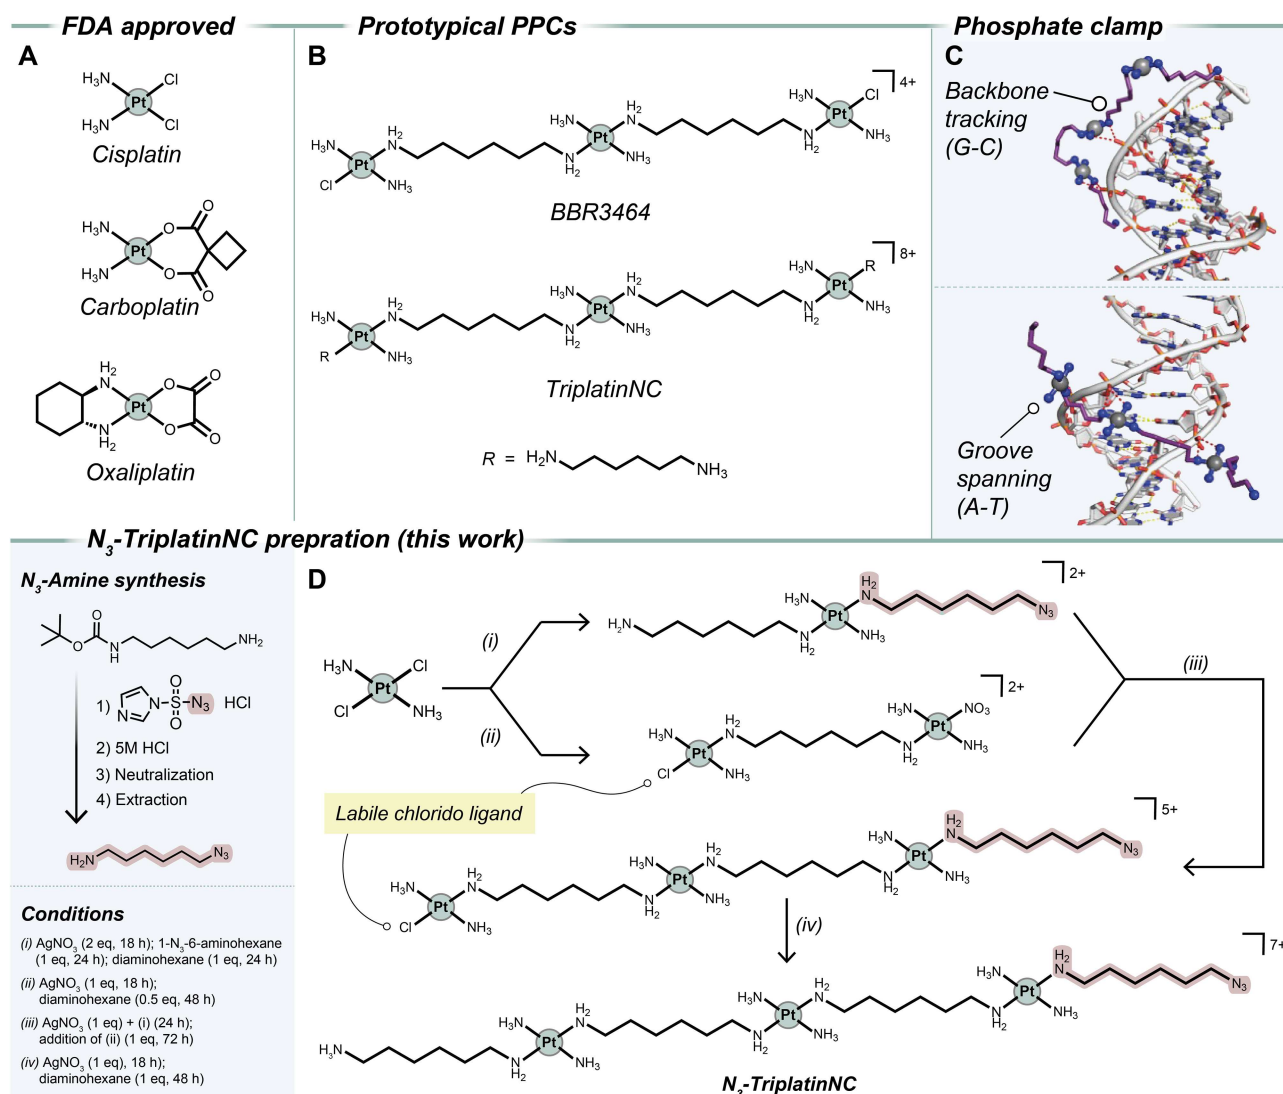 FDA approved
Prototypical PPCs
Phosphate clamp
A
H₃N
Cl
Pt
H₃N
Cl
Cisplatin
H₃N
O
O
Pt
H₃N
O
O
Carboplatin
H₂
N
O
O
Pt
N
H₂
O
O
Oxaliplatin
B
4+
H₃N
Cl
Pt
N
H₂
NH₃
H₃N
H₂
N
Pt
N
H₂
NH₃
H₃N
H₂
N
Pt
Cl
NH₃
BBR3464
8+
H₃N
R
Pt
N
H₂
NH₃
H₃N
H₂
N
Pt
N
H₂
NH₃
H₃N
H₂
N
Pt
R
NH₃
TriplatinNC
R = H₂N
NH₃
C
Backbone
tracking
(G-C)
Groove
spanning
(A-T)
N₃-TriplatinNC prepration (this work)
N₃-Amine synthesis
O
O
N
H
NH₂
1)
N
N
O
S
O
N₃
HCl
2) 5M HCl
3) Neutralization
4) Extraction
H₂N
N₃
Conditions
(i) AgNO₃ (2 eq, 18 h); 1-N₃-6-aminohexane
(1 eq, 24 h); diaminohexane (1 eq, 24 h)
(ii) AgNO₃ (1 eq, 18 h);
diaminohexane (0.5 eq, 48 h)
(iii) AgNO₃ (1 eq) + (i) (24 h);
addition of (ii) (1 eq, 72 h)
(iv) AgNO₃ (1 eq), 18 h);
diaminohexane (1 eq, 48 h)
D
H₃N
Cl
Pt
Cl
NH₃
(i)
(ii)
2+
H₂N
N
H₂
H₃N
Pt
NH₃
H₂
N
N₃
2+
H₃N
Cl
Pt
NH₃
H₂
N
N
H₂
H₃N
Pt
NO₃
NH₃
(iii)
Labile chlorido ligand
5+
H₃N
Cl
Pt
NH₃
H₂
N
N
H₂
H₃N
Pt
NH₃
H₂
N
N
H₂
H₃N
Pt
NH₃
H₂
N
N₃
(iv)
7+
H₃N
N
H₂
H₃N
Pt
NH₃
H₂
N
N
H₂
H₃N
Pt
NH₃
H₂
N
N
H₂
H₃N
Pt
NH₃
H₂
N
N₃
N₃-TriplatinNC